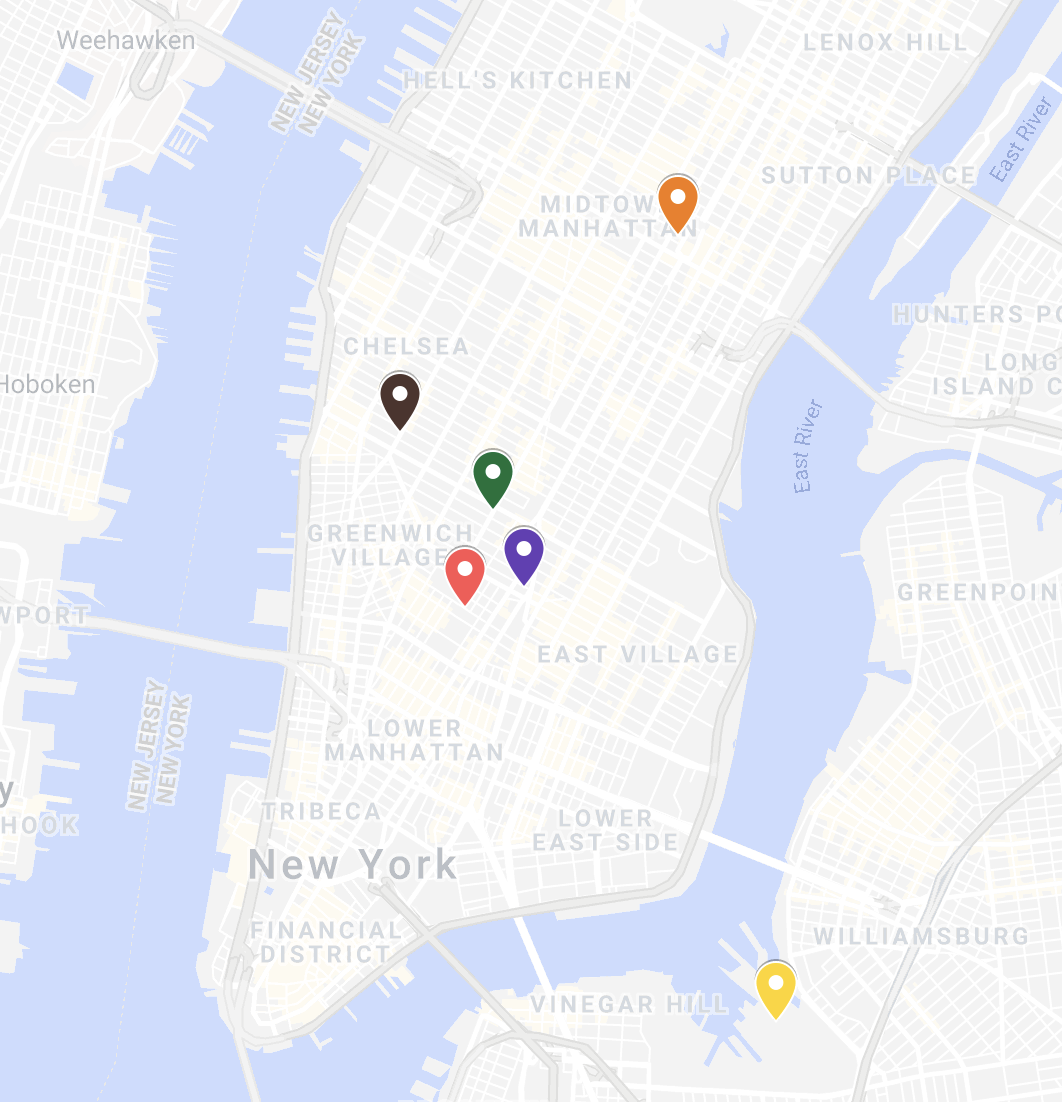 Weehawken
NEW JERSEY
NEW YORK
HELL'S KITCHEN
LENOX HILL
East River
SUTTON PLACE
MIDTOW
MANHATTAN
HUNTERS PO
CHELSEA
LONG
ISLAND C
Hoboken
East River
GREENWICH
VILLAGE
GREENPOIN
WPORT
EAST VILLAGE
NEW JERSEY
NEW YORK
LOWER
MANHATTAN
y
HOOK
TRIBECA
LOWER
EAST SIDE
New York
FINANCIAL
DISTRICT
WILLIAMSBURG
VINEGAR HILL